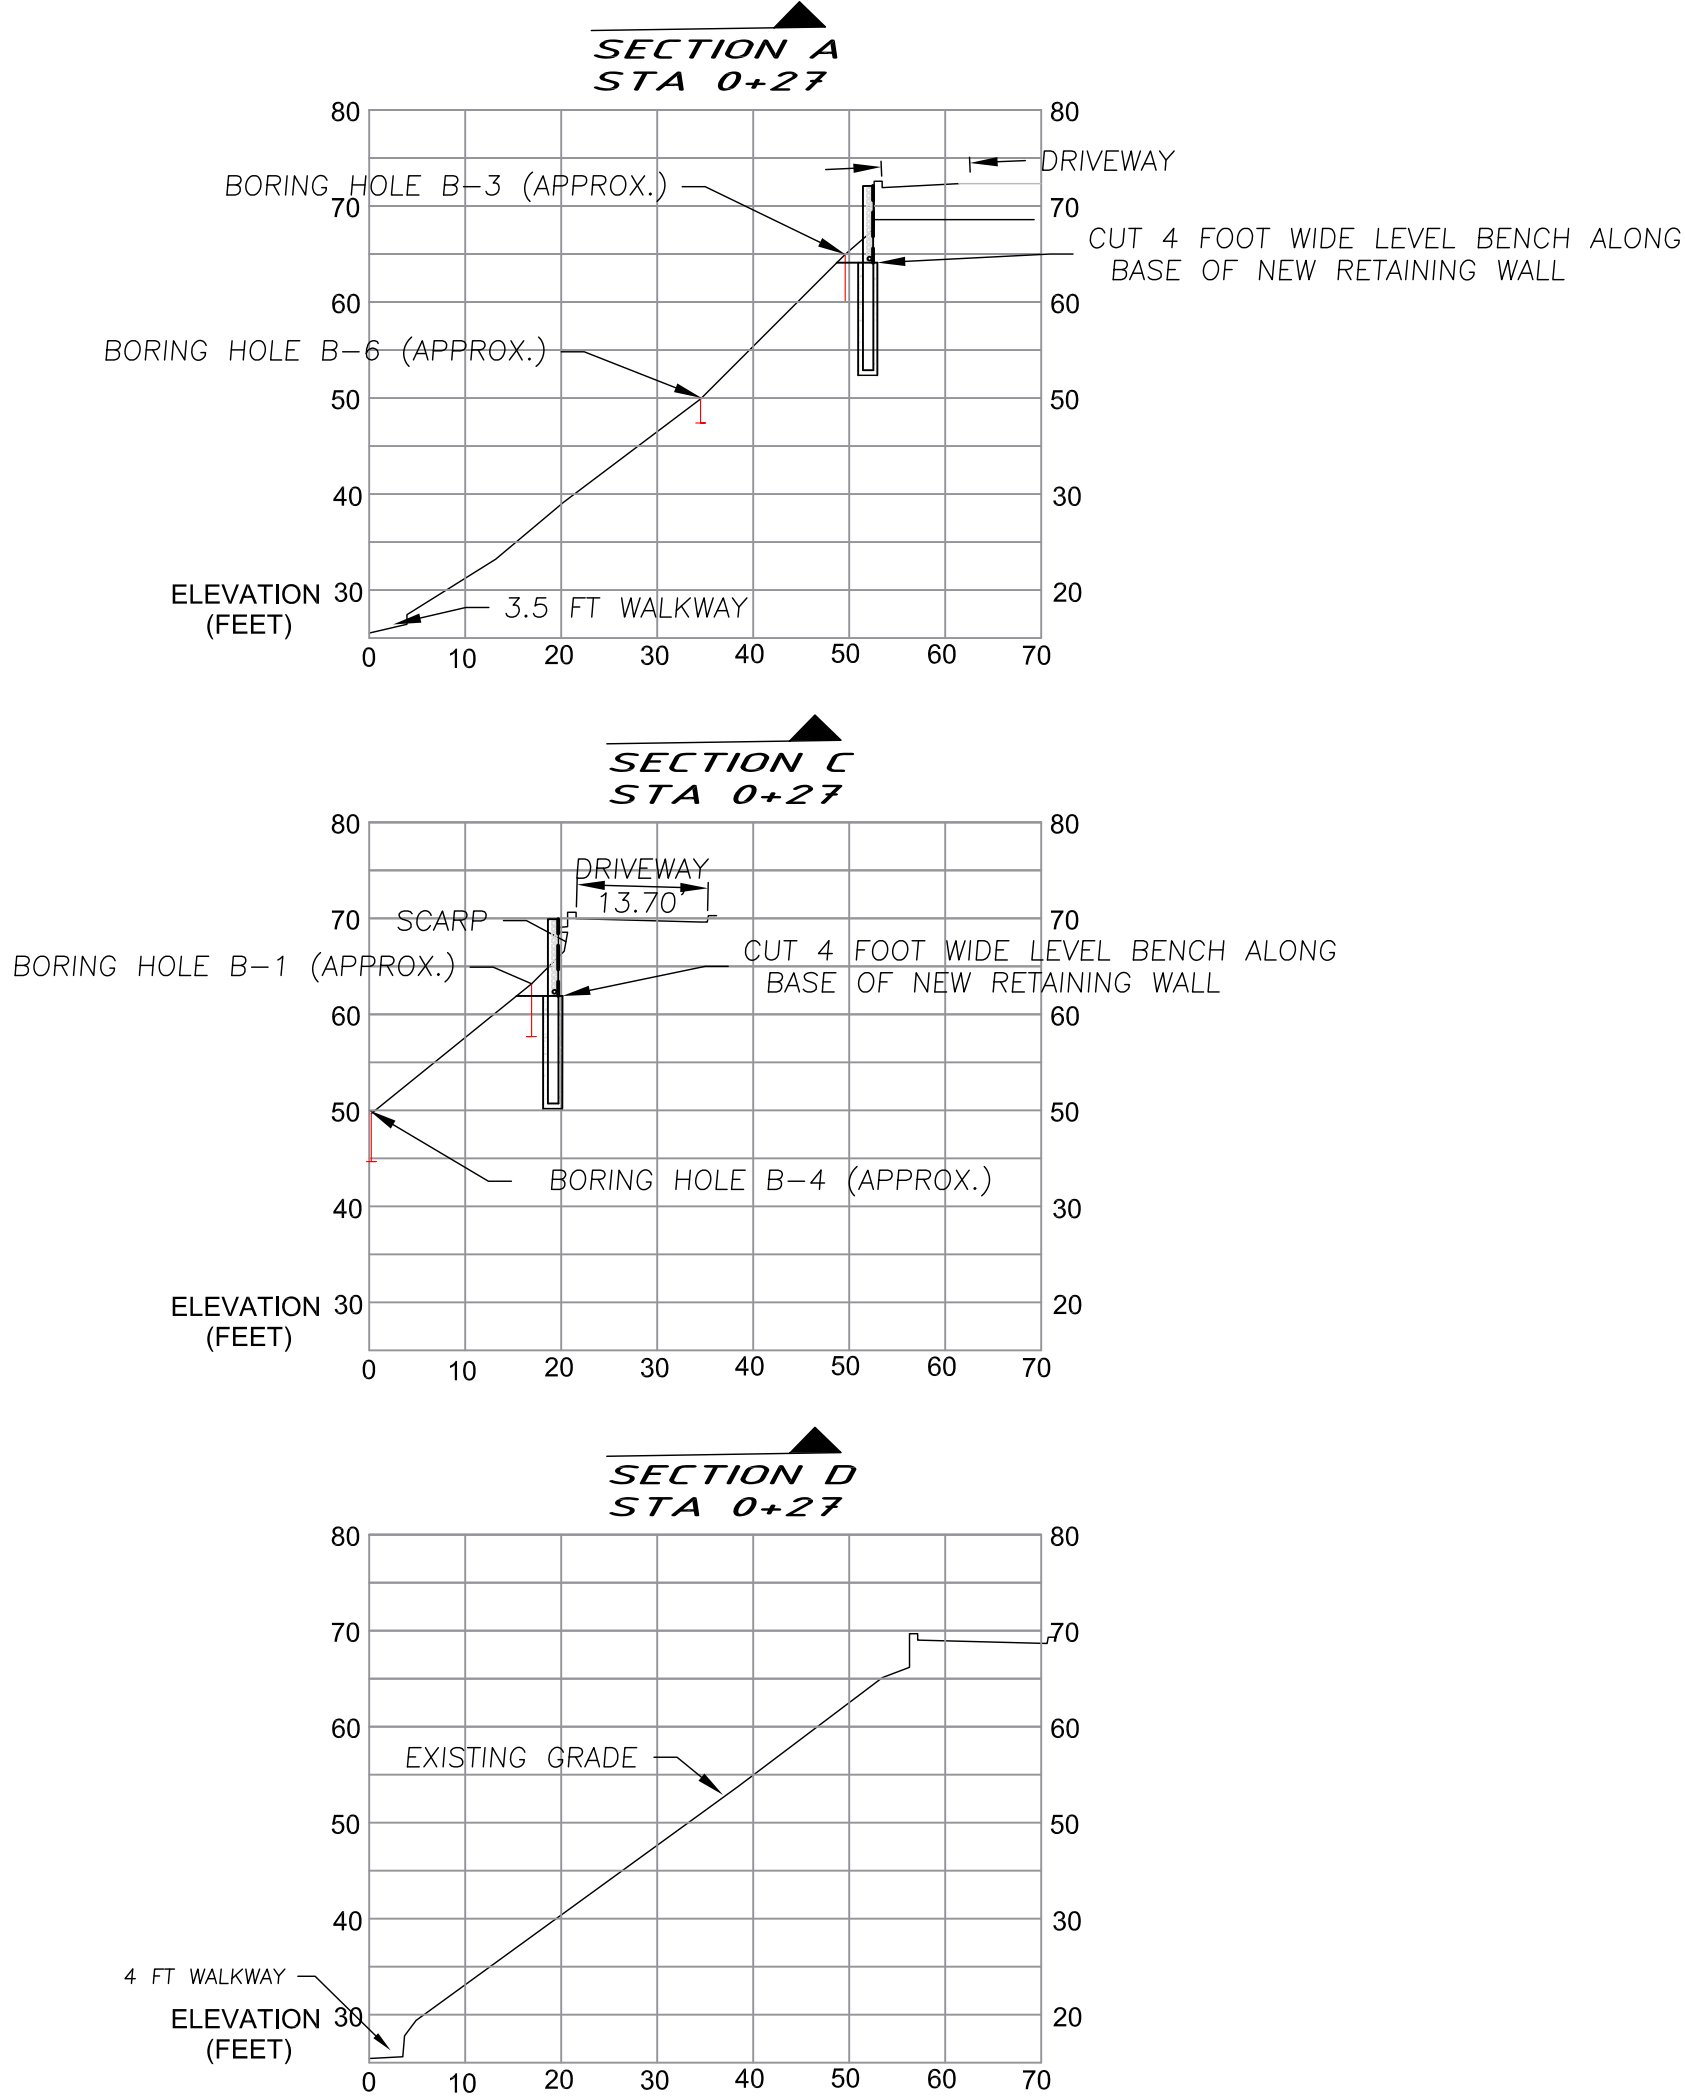 SECTION A
STA 0+27
80 80
DRIVEWAY
BORING HOLE B-3 (APPROX.)
70 70
CUT 4 FOOT WIDE LEVEL BENCH ALONG
BASE OF NEW RETAINING WALL
60 60
BORING HOLE B-6 (APPROX.)
50 50
40 30
ELEVATION 30 20
(FEET)
3.5 FT WALKWAY
0 10 20 30 40 50 60 70
SECTION C
STA 0+27
80 80
DRIVEWAY
13.70'
70 70
SCARP
CUT 4 FOOT WIDE LEVEL BENCH ALONG
BASE OF NEW RETAINING WALL
BORING HOLE B-1 (APPROX.)
60 60
50 50
BORING HOLE B-4 (APPROX.)
40 30
ELEVATION 30 20
(FEET)
0 10 20 30 40 50 60 70
SECTION D
STA 0+27
80 80
70 70
60 60
EXISTING GRADE
50 50
40 30
4 FT WALKWAY
ELEVATION 30 20
(FEET)
0 10 20 30 40 50 60 70